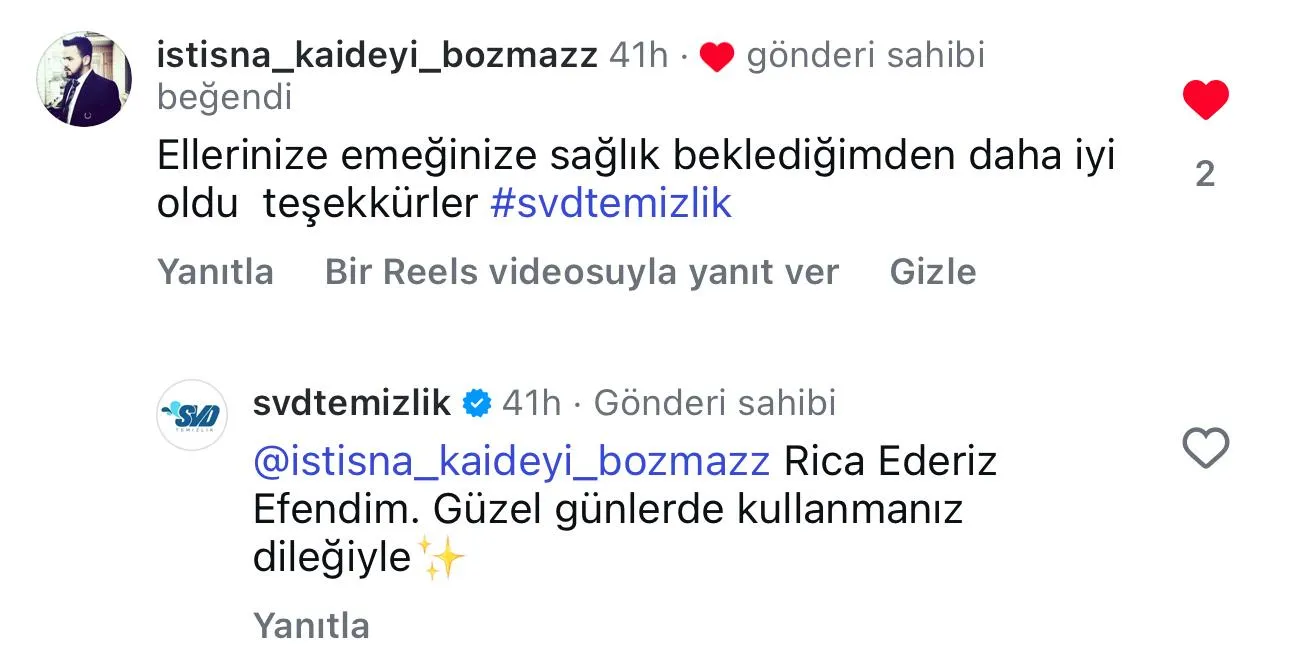 istisna_kaideyi_bozmazz 41h · ❤️ gönderi sahibi
beğendi
Ellerinize emeğinize sağlık beklediğimden daha iyi
oldu  teşekkürler #svdtemizlik
2
Yanıtla Bir Reels videosuyla yanıt ver Gizle
SVD
TEMİZLİK
svdtemizlik 41h · Gönderi sahibi
@istisna_kaideyi_bozmazz Rica Ederiz
Efendim. Güzel günlerde kullanmanız
dileğiyle✨
Yanıtla